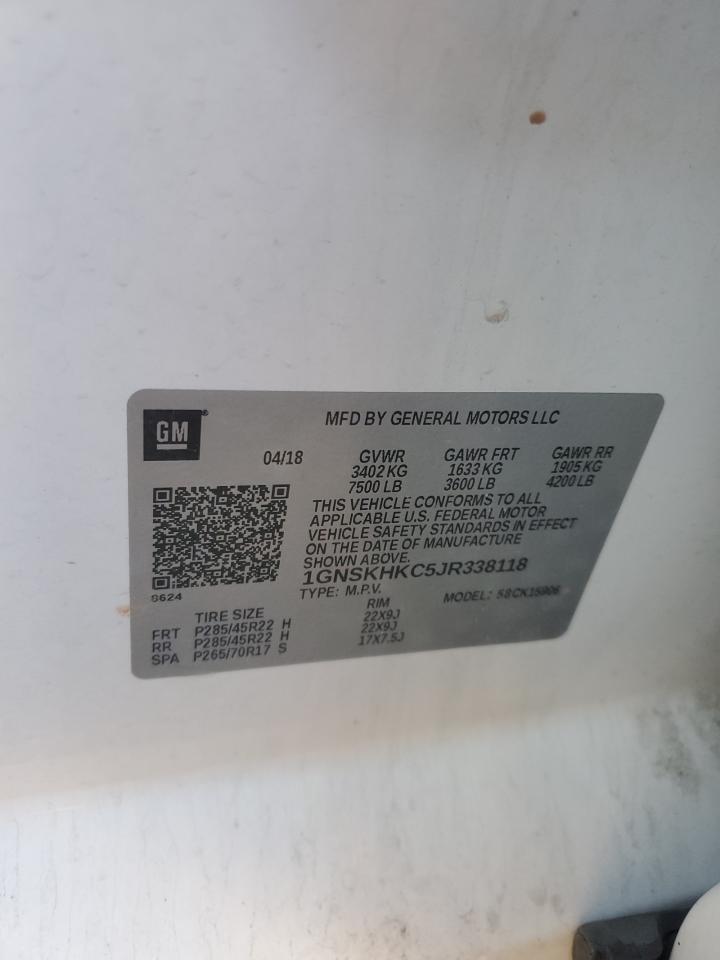 GM
MFD BY GENERAL MOTORS LLC
04/18 GVWR GAWR FRT GAWR RR
3402 KG 1633 KG 1905 KG
7500 LB 3600 LB 4200 LB
THIS VEHICLE CONFORMS TO ALL
APPLICABLE U.S. FEDERAL MOTOR
VEHICLE SAFETY STANDARDS IN EFFECT
ON THE DATE OF MANUFACTURE
SHOWN ABOVE.
1GNSKHKC5JR338118
TYPE: M.P.V. MODEL: 58CK15906
8624
TIRE SIZE RIM
FRT P285/45R22 H 22X9J
RR P285/45R22 H 22X9J
SPA P265/70R17 S 17X7.5J